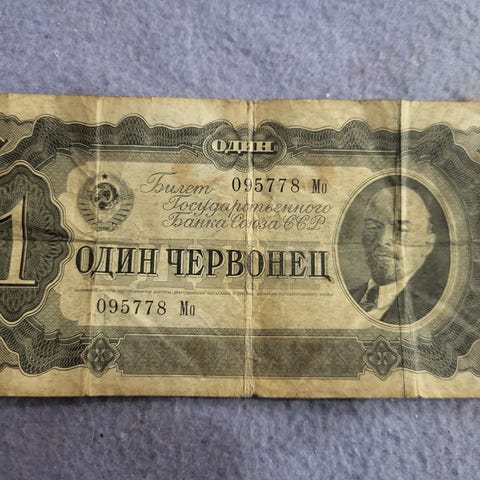 ОДИН
Билет 095778 Мо
Государственного
Банка Союза ССР
1 ОДИН ЧЕРВОНЕЦ
095778 Мо